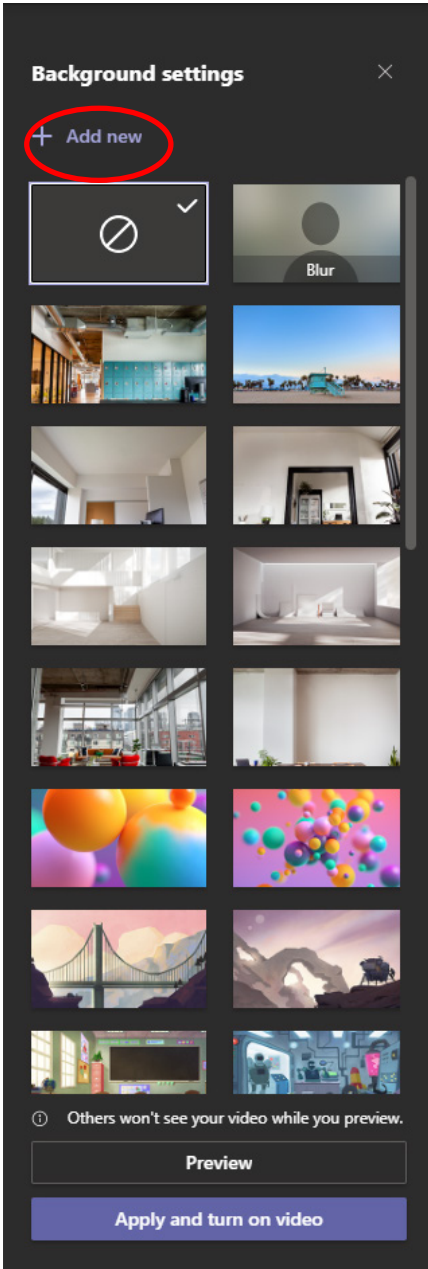 Background settings
Add new
Blur
Others won't see your video while you preview.
Preview
Apply and turn on video